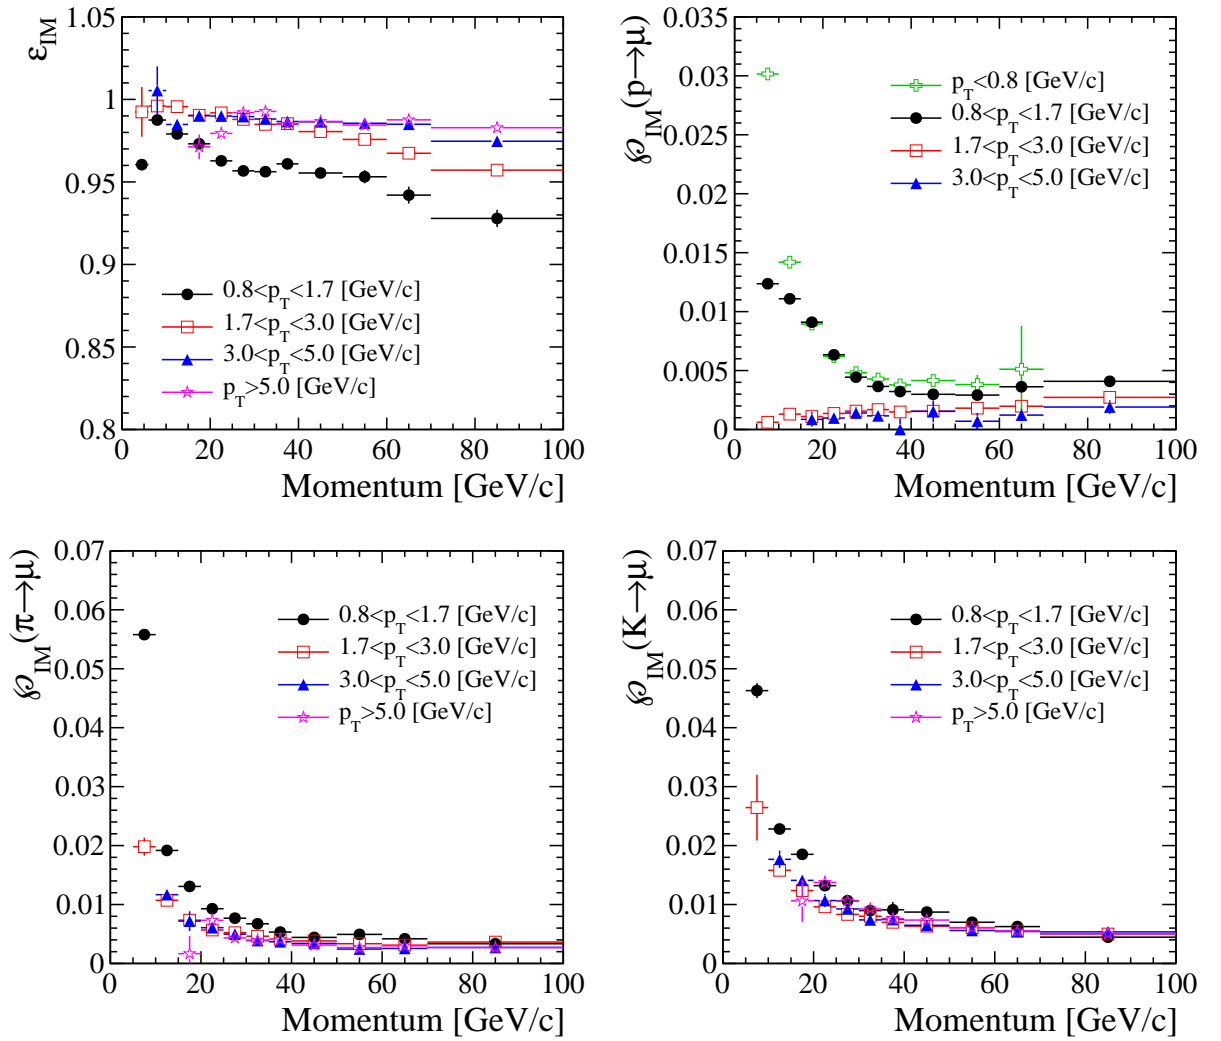 ε_IM
1.05
1
0.95
0.9
0.85
0.8
0.8<p_T<1.7 [GeV/c]
1.7<p_T<3.0 [GeV/c]
3.0<p_T<5.0 [GeV/c]
p_T>5.0 [GeV/c]
0 20 40 60 80 100
Momentum [GeV/c]
℘_IM(p→μ)
0.035
0.03
0.025
0.02
0.015
0.01
0.005
0
p_T<0.8 [GeV/c]
0.8<p_T<1.7 [GeV/c]
1.7<p_T<3.0 [GeV/c]
3.0<p_T<5.0 [GeV/c]
0 20 40 60 80 100
Momentum [GeV/c]
℘_IM(π→μ)
0.07
0.06
0.05
0.04
0.03
0.02
0.01
0
0.8<p_T<1.7 [GeV/c]
1.7<p_T<3.0 [GeV/c]
3.0<p_T<5.0 [GeV/c]
p_T>5.0 [GeV/c]
0 20 40 60 80 100
Momentum [GeV/c]
℘_IM(K→μ)
0.07
0.06
0.05
0.04
0.03
0.02
0.01
0
0.8<p_T<1.7 [GeV/c]
1.7<p_T<3.0 [GeV/c]
3.0<p_T<5.0 [GeV/c]
p_T>5.0 [GeV/c]
0 20 40 60 80 100
Momentum [GeV/c]